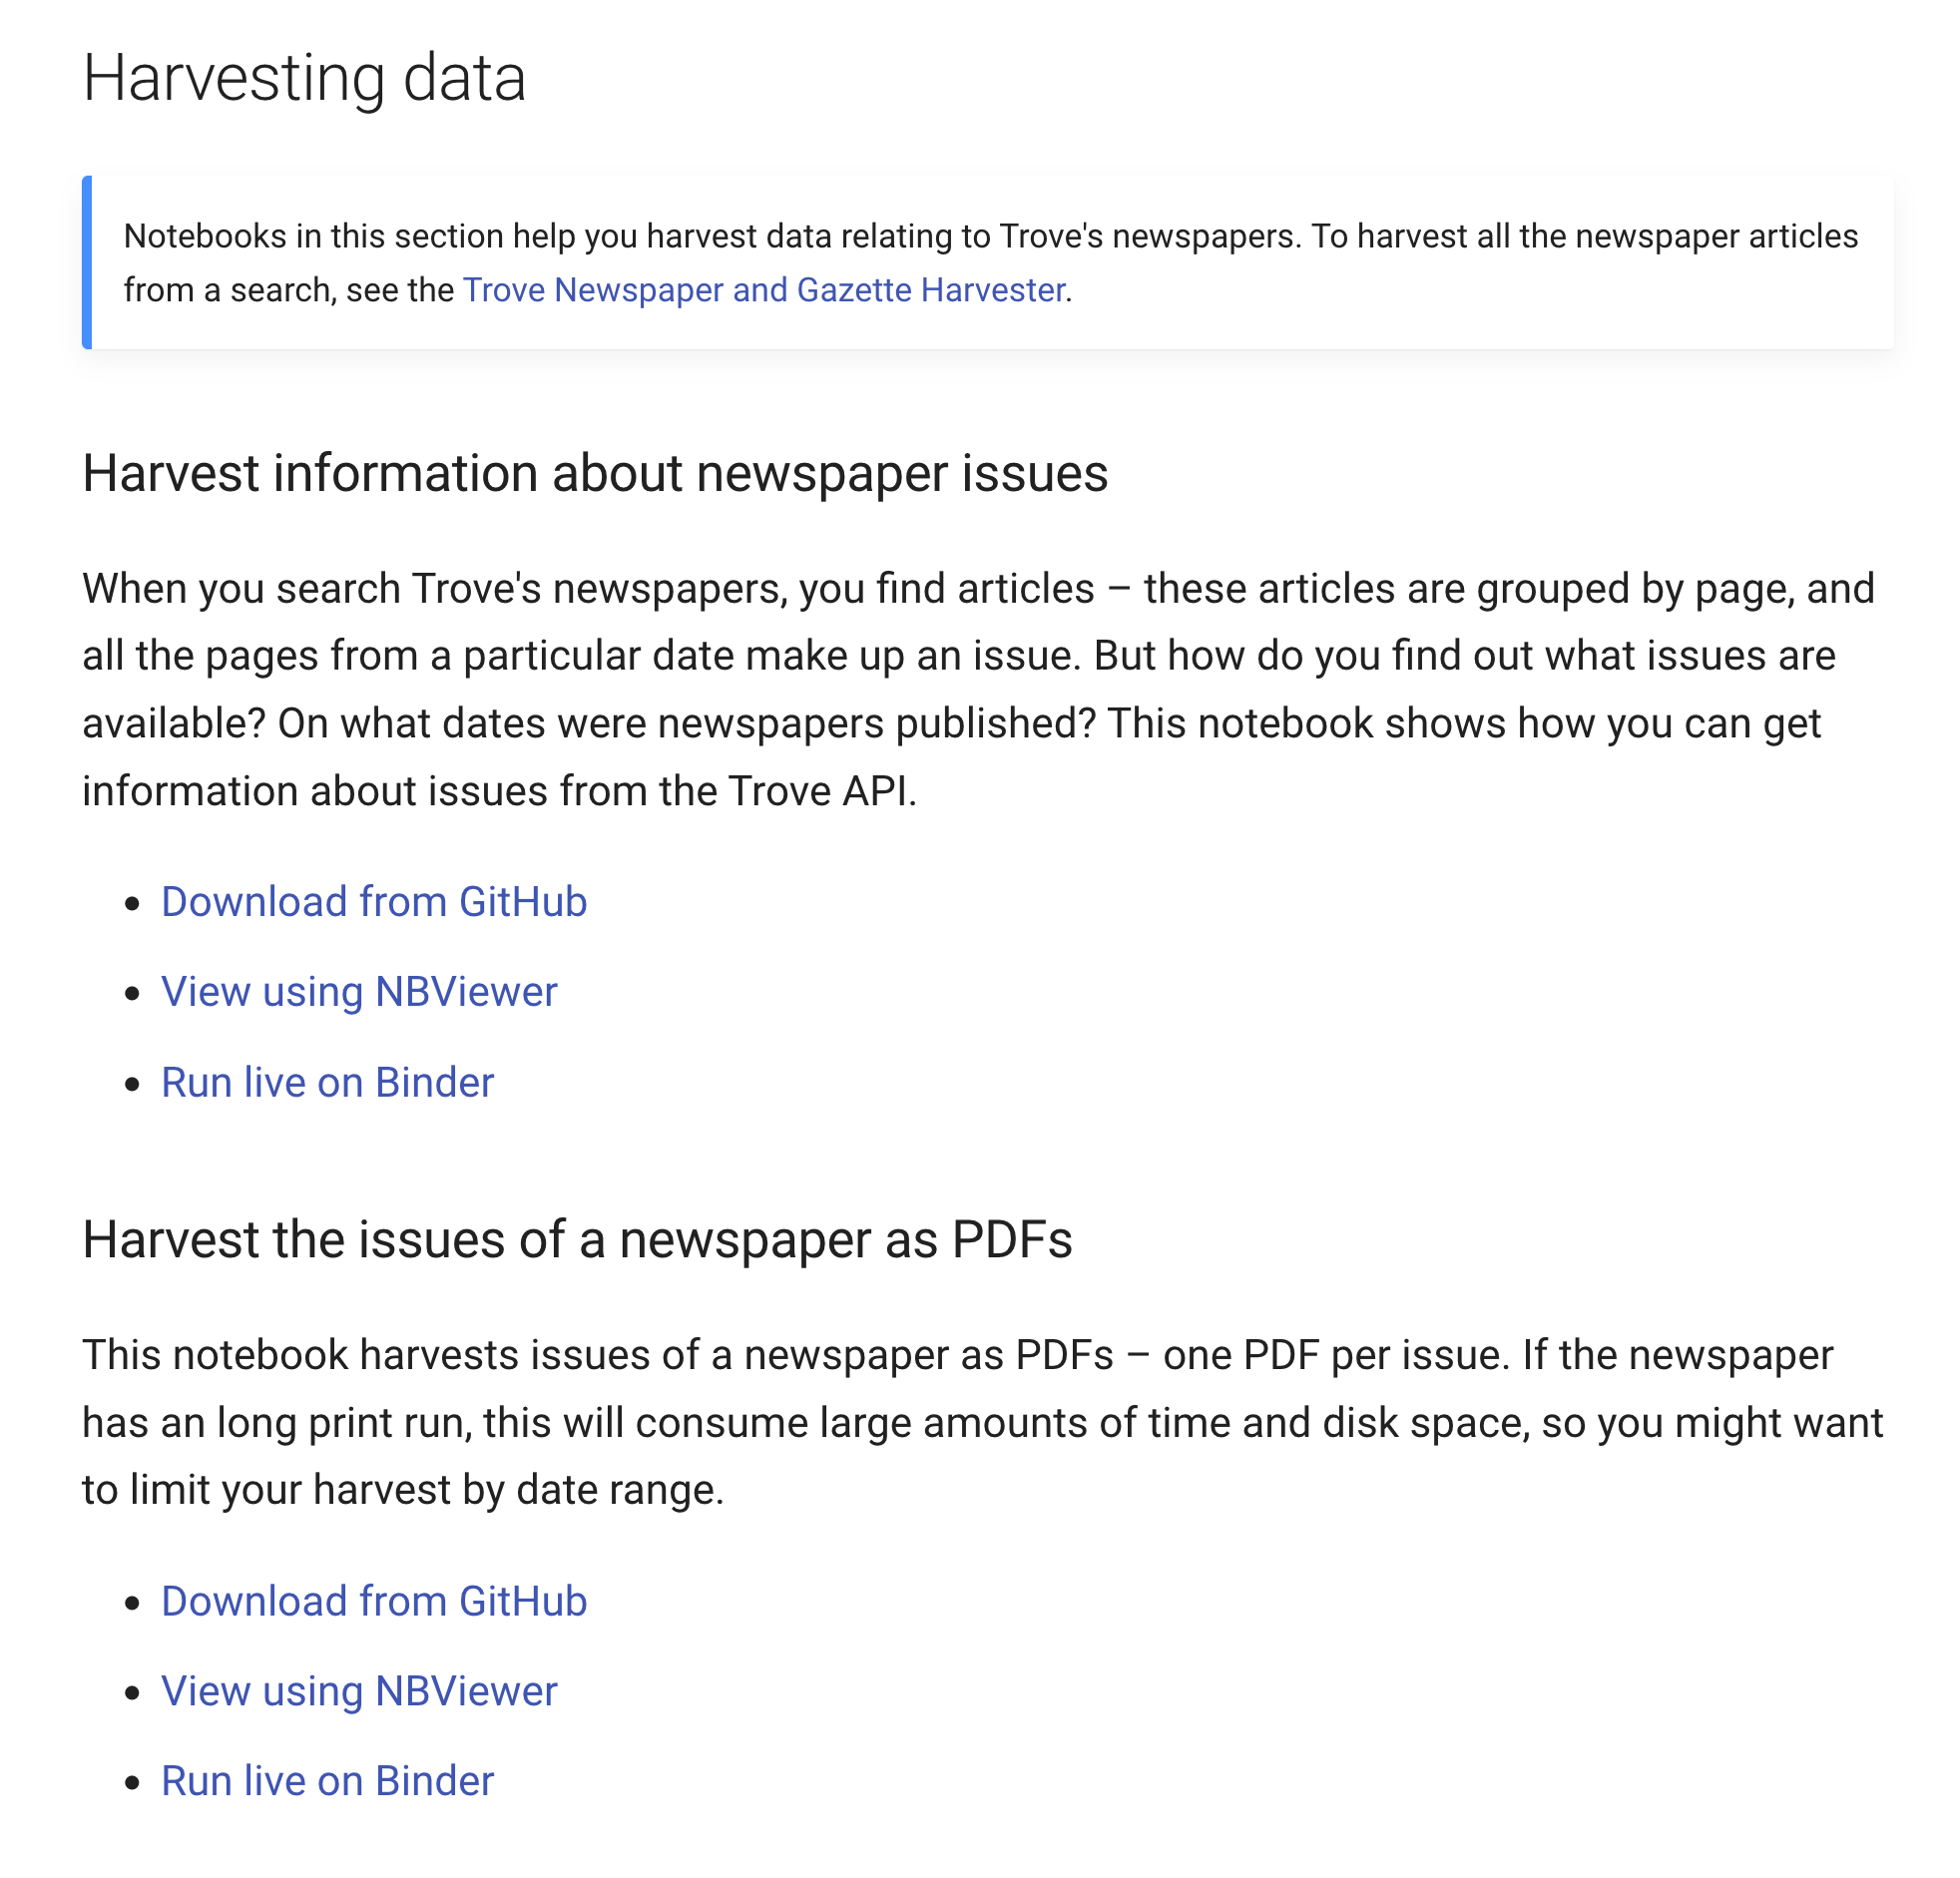 Harvesting data
Notebooks in this section help you harvest data relating to Trove's newspapers. To harvest all the newspaper articles
from a search, see the Trove Newspaper and Gazette Harvester.
Harvest information about newspaper issues
When you search Trove's newspapers, you find articles – these articles are grouped by page, and
all the pages from a particular date make up an issue. But how do you find out what issues are
available? On what dates were newspapers published? This notebook shows how you can get
information about issues from the Trove API.
• Download from GitHub
• View using NBViewer
• Run live on Binder
Harvest the issues of a newspaper as PDFs
This notebook harvests issues of a newspaper as PDFs – one PDF per issue. If the newspaper
has an long print run, this will consume large amounts of time and disk space, so you might want
to limit your harvest by date range.
• Download from GitHub
• View using NBViewer
• Run live on Binder